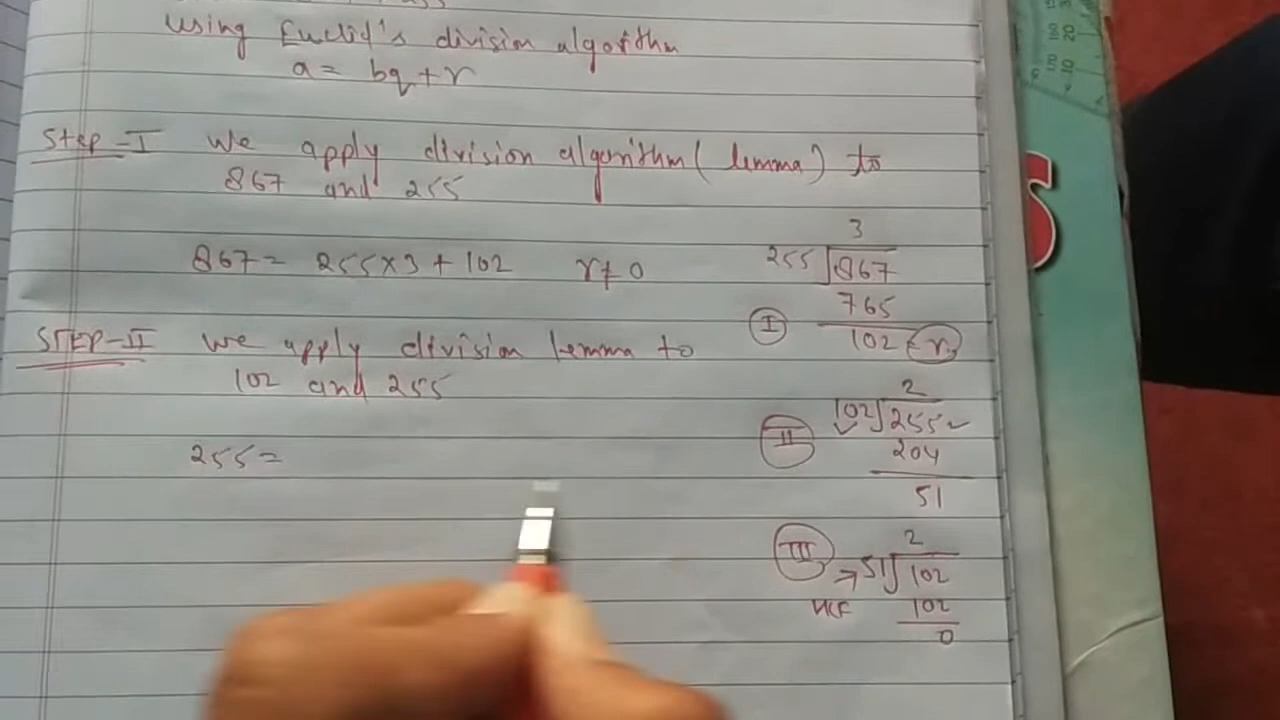 using Euclid's division algorithm
a = bq + r
Step-I We apply division algorithm (lemma) to
867 and 255
867 = 255×3 + 102 r ≠ 0
3
255 867
765
I 102 ← r
STEP-II We apply division lemma to
102 and 255
255 =
2
II 102 255
204
51
III 2
51 102
HCF 102
0